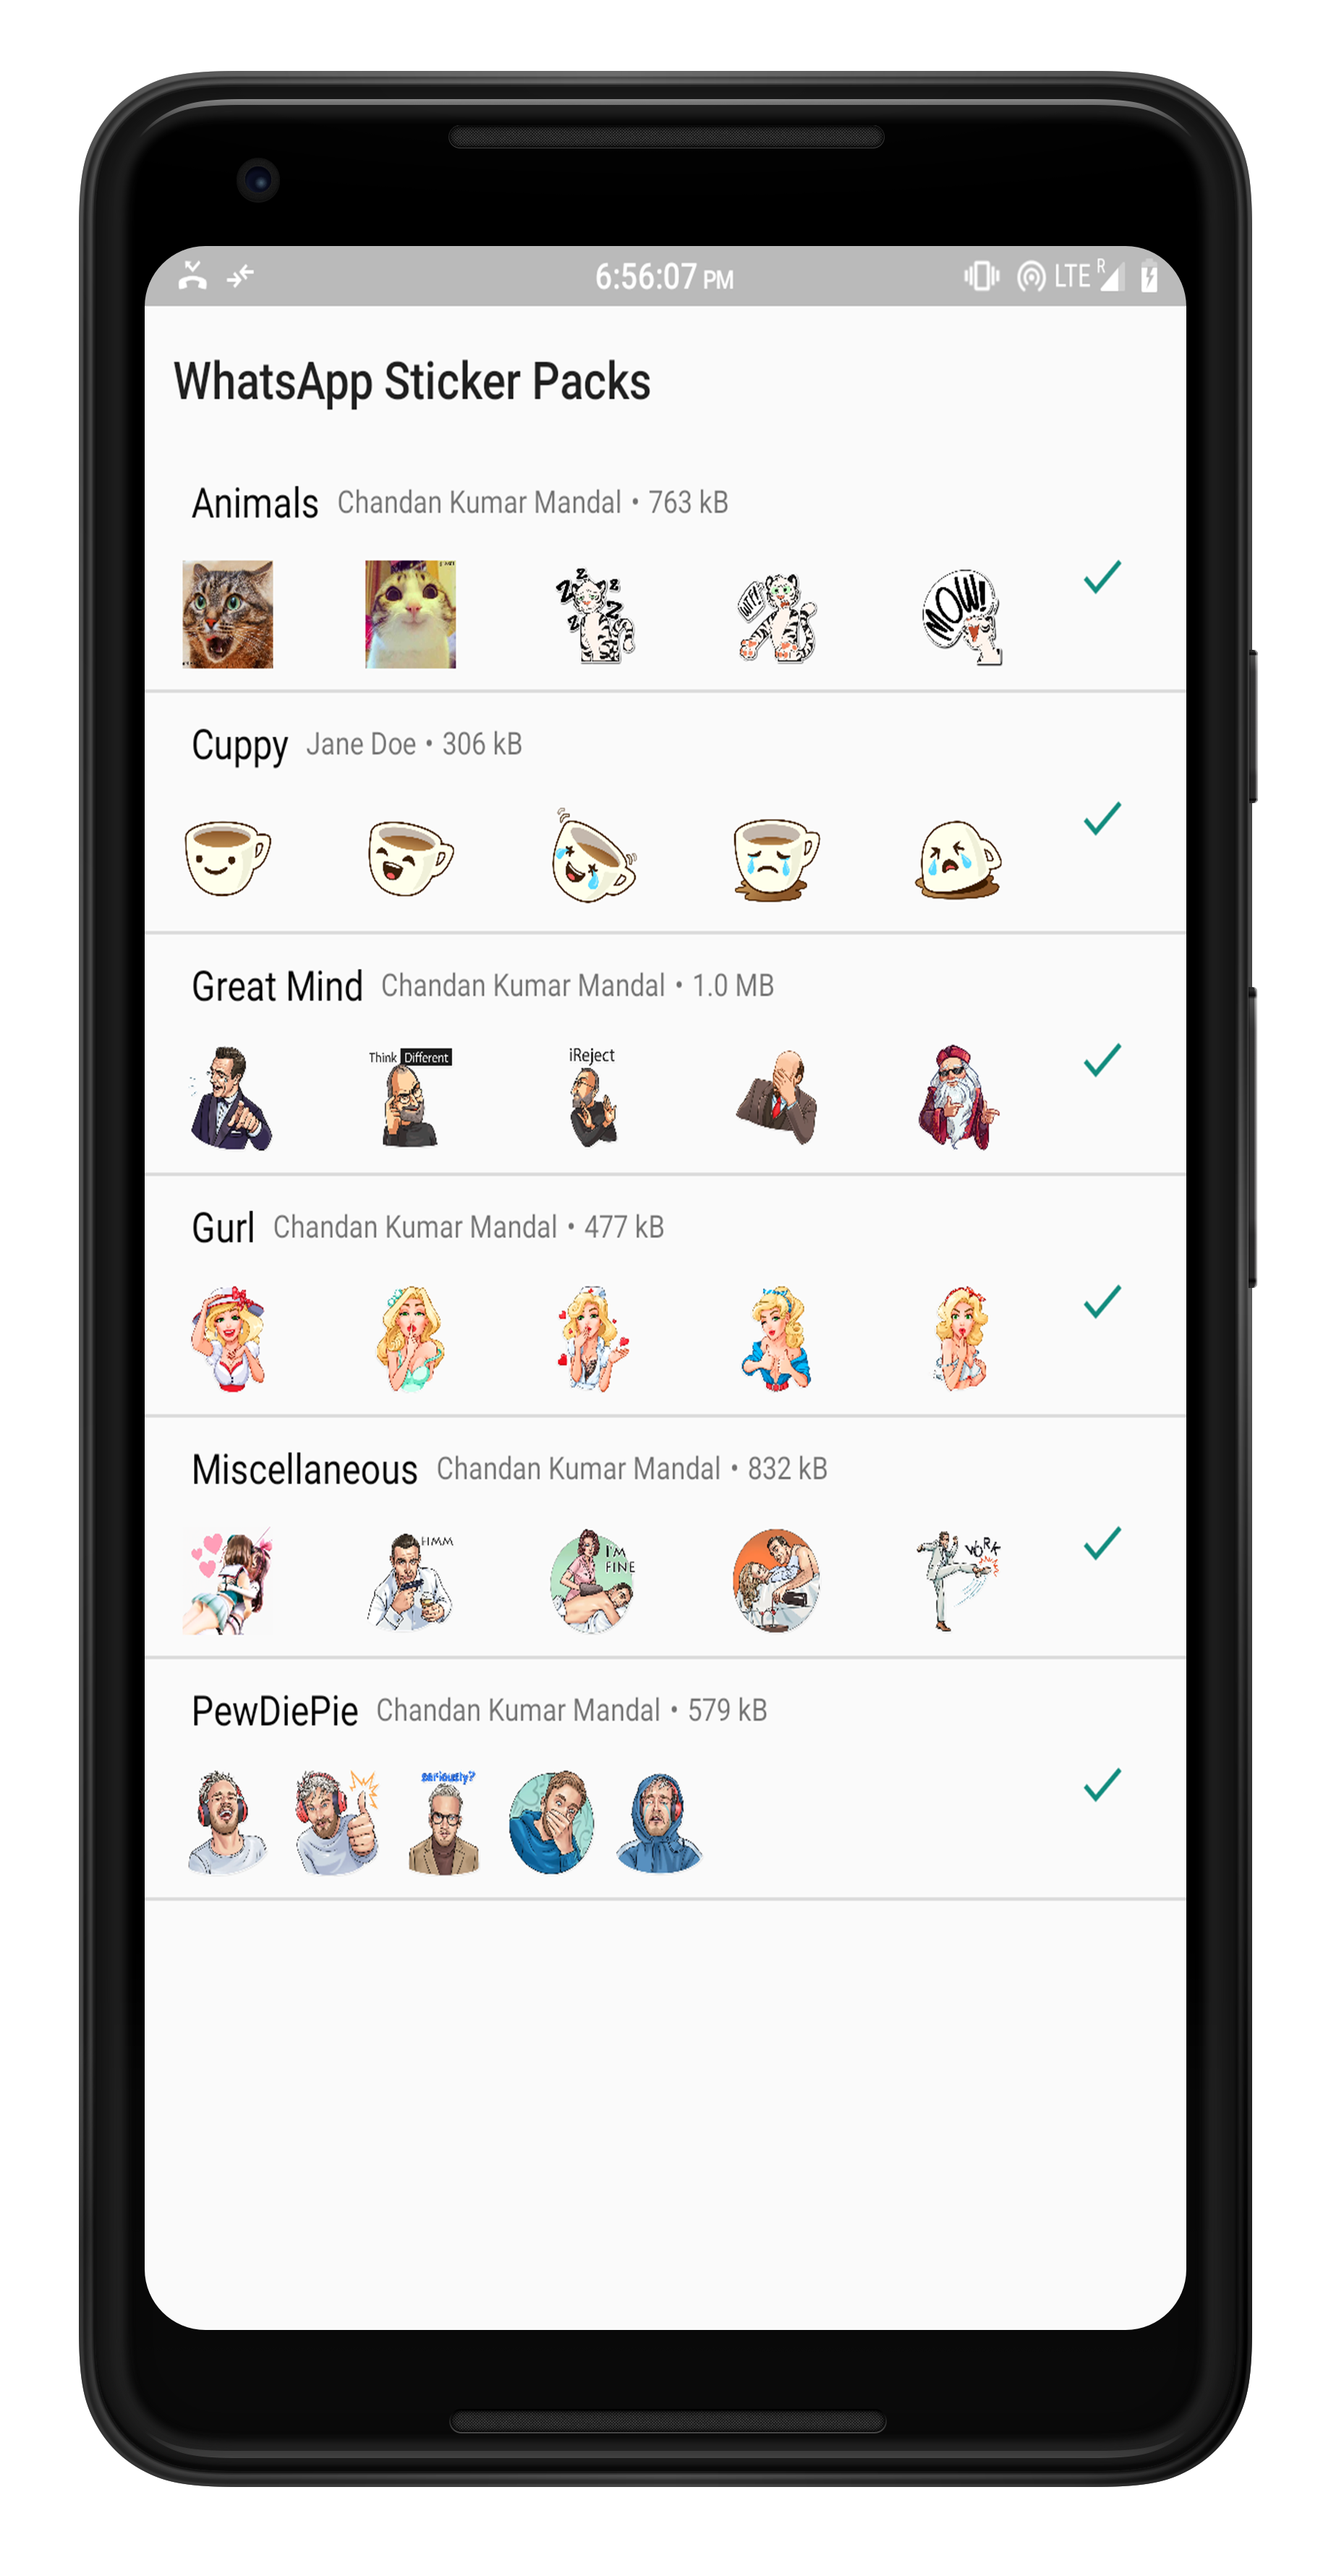 6:56:07 PM
LTE R
WhatsApp Sticker Packs
Animals Chandan Kumar Mandal • 763 kB
Z Z Z Z
WTF!
MOW!
Cuppy Jane Doe • 306 kB
Great Mind Chandan Kumar Mandal • 1.0 MB
Think Different
iReject
Gurl Chandan Kumar Mandal • 477 kB
Miscellaneous Chandan Kumar Mandal • 832 kB
HMM
I'M
FINE
WORK
PewDiePie Chandan Kumar Mandal • 579 kB
seriously?